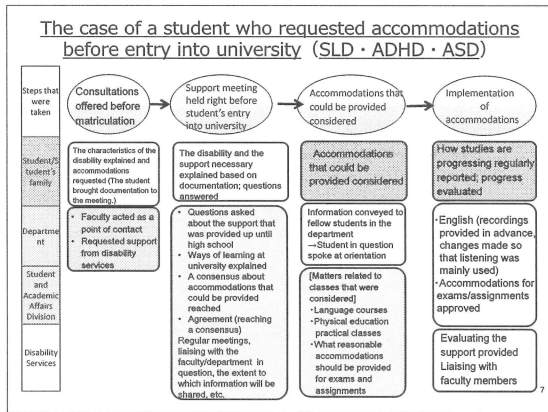 The case of a student who requested accommodations
before entry into university (SLD・ADHD・ASD)
Steps that
were
taken
Consultations
offered before
matriculation
Support meeting
held right before
student's entry
into university
Accommodations that
could be provided
considered
Implementation
of
accommodations
Student/S
tudent's
family
The characteristics of the
disability explained and
accommodations
requested (The student
brought documentation to
the meeting.)
The disability and the
support necessary
explained based on
documentation; questions
answered
Accommodations
that could be
provided considered
How studies are
progressing regularly
reported; progress
evaluated
Departme
nt
Student
and
Academic
Affairs
Division
Disability
Services
• Faculty acted as a
point of contact
• Requested support
from disability
services
• Questions asked
about the support that
was provided up until
high school
• Ways of learning at
university explained
• A consensus about
accommodations that
could be provided
reached
• Agreement (reaching
a consensus)
Regular meetings,
liaising with the
faculty/department in
question, the extent to
which information will be
shared, etc.
Information conveyed to
fellow students in the
department
→Student in question
spoke at orientation
[Matters related to
classes that were
considered]
・Language courses
・Physical education
practical classes
・What reasonable
accommodations
should be provided
for exams and
assignments
・English (recordings
provided in advance,
changes made so
that listening was
mainly used)
・Accommodations for
exams/assignments
approved
Evaluating the
support provided
Liaising with
faculty members
7